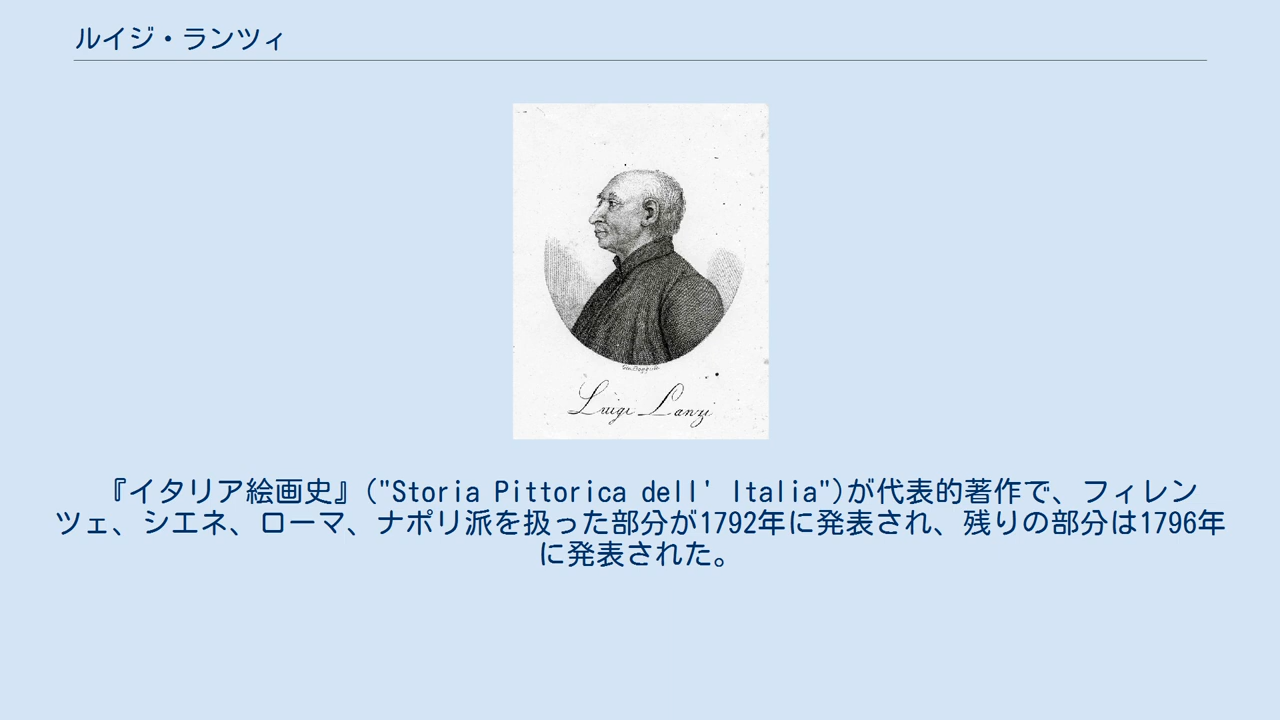 ルイジ・ランツィ
Luigi Lanzi
『イタリア絵画史』("Storia Pittorica dell' Italia")が代表的著作で、フィレン
ツェ、シエネ、ローマ、ナポリ派を扱った部分が1792年に発表され、残りの部分は1796年
に発表された。